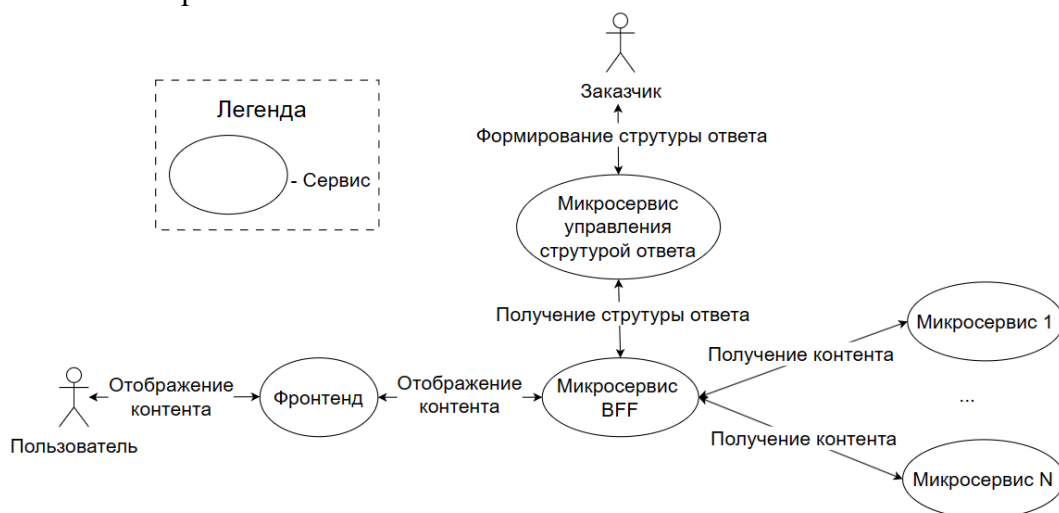 Заказчик
Легенда
- Сервис
Формирование струтуры ответа
Микросервис
управления
струтурой ответа
Получение струтуры ответа
Микросервис 1
Получение контента
...
Отображение
контента
Фронтенд
Отображение
контента
Микросервис
BFF
Пользователь
Получение контента
Микросервис N